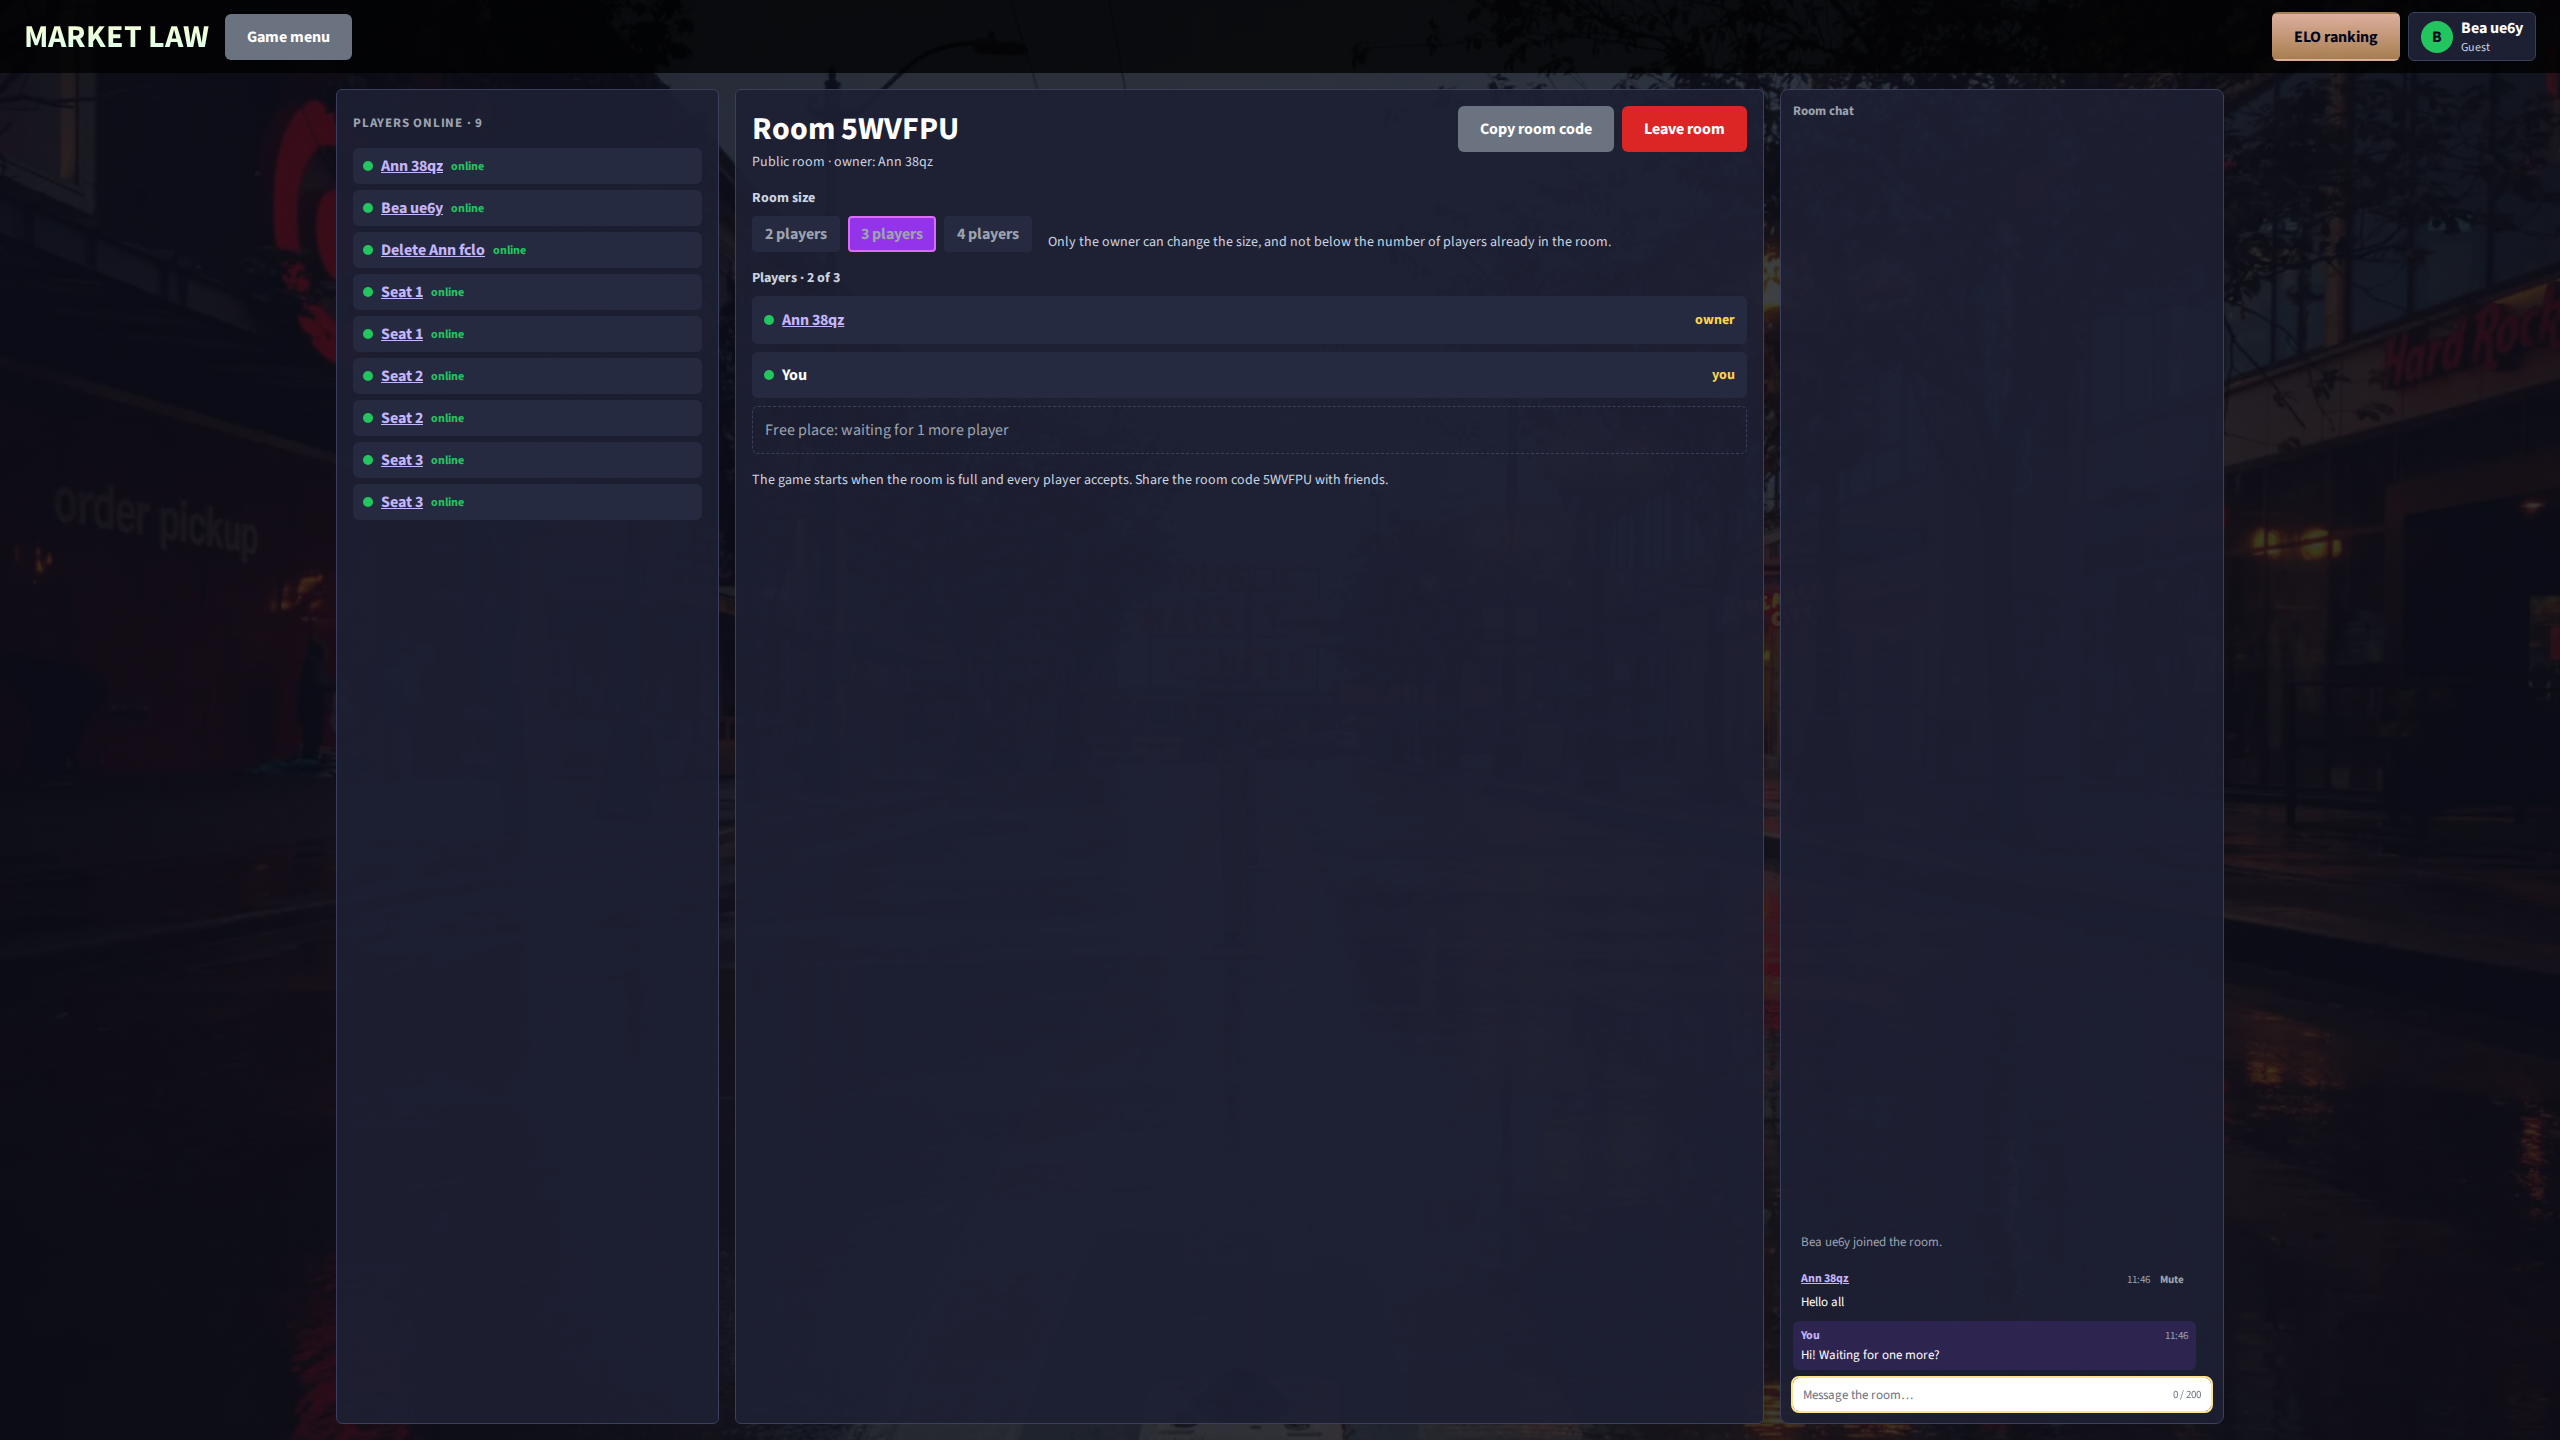 MARKET LAW
Game menu
ELO ranking
B
Bea ue6y
Guest
PLAYERS ONLINE · 9
Ann 38qz online
Bea ue6y online
Delete Ann fclo online
Seat 1 online
Seat 1 online
Seat 2 online
Seat 2 online
Seat 3 online
Seat 3 online
Room 5WVFPU
Copy room code
Leave room
Public room · owner: Ann 38qz
Room size
2 players
3 players
4 players
Only the owner can change the size, and not below the number of players already in the room.
Players · 2 of 3
Ann 38qz owner
You you
Free place: waiting for 1 more player
The game starts when the room is full and every player accepts. Share the room code 5WVFPU with friends.
Room chat
Bea ue6y joined the room.
Ann 38qz 11:46 Mute
Hello all
You 11:46
Hi! Waiting for one more?
Message the room… 0 / 200
order pickup
Hard Rock